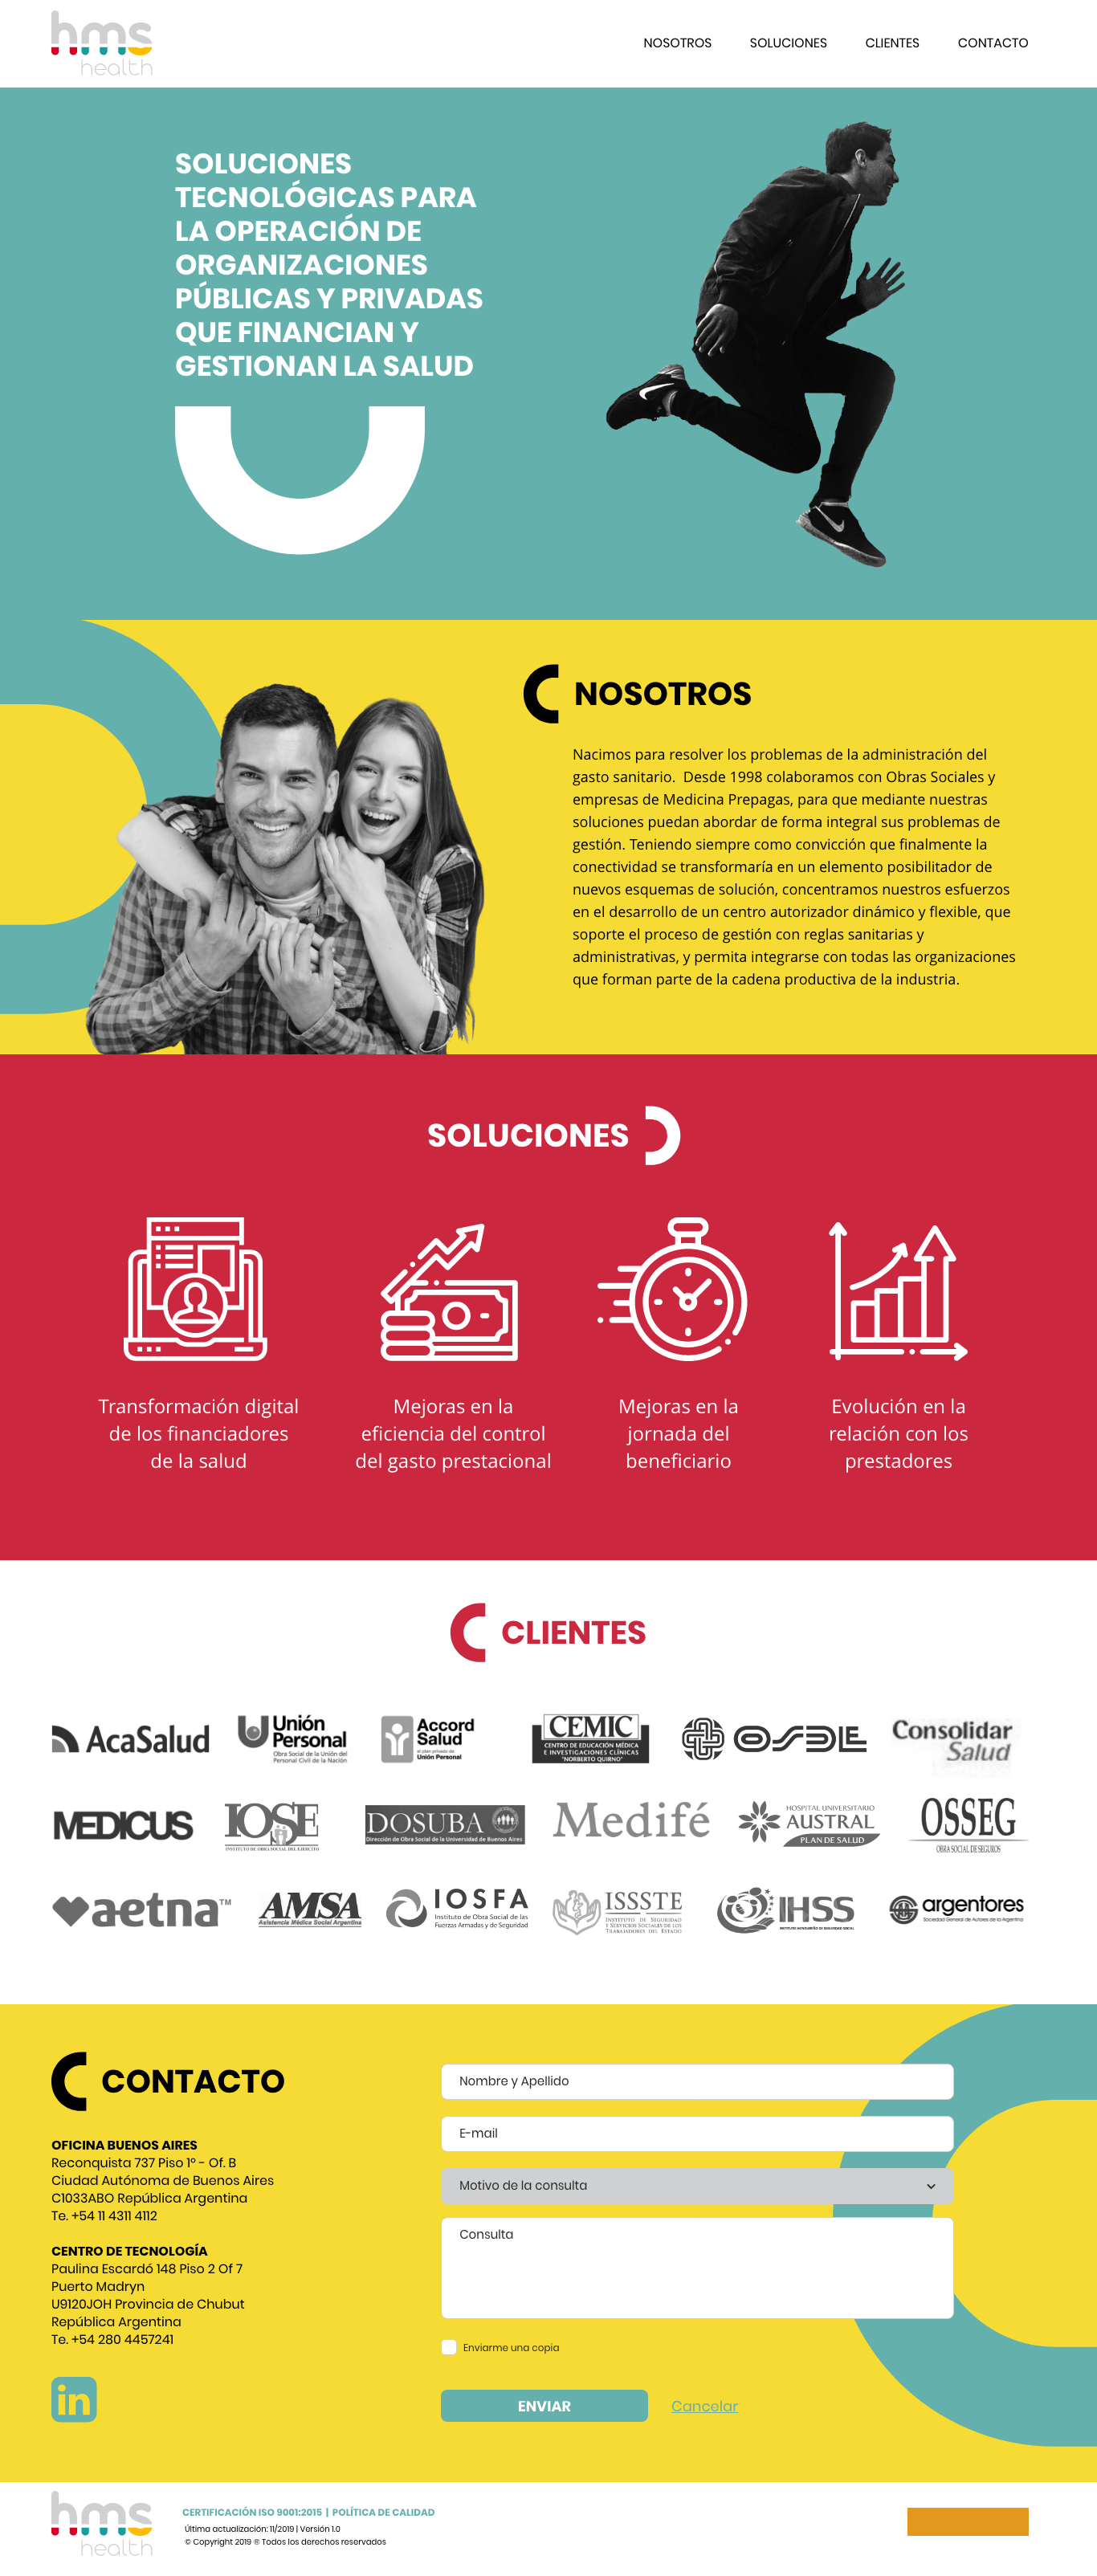 hms
health
NOSOTROS
SOLUCIONES
CLIENTES
CONTACTO
SOLUCIONES
TECNOLÓGICAS PARA
LA OPERACIÓN DE
ORGANIZACIONES
PÚBLICAS Y PRIVADAS
QUE FINANCIAN Y
GESTIONAN LA SALUD
NOSOTROS
Nacimos para resolver los problemas de la administración del
gasto sanitario. Desde 1998 colaboramos con Obras Sociales y
empresas de Medicina Prepagas, para que mediante nuestras
soluciones puedan abordar de forma integral sus problemas de
gestión. Teniendo siempre como convicción que finalmente la
conectividad se transformaría en un elemento posibilitador de
nuevos esquemas de solución, concentramos nuestros esfuerzos
en el desarrollo de un centro autorizador dinámico y flexible, que
soporte el proceso de gestión con reglas sanitarias y
administrativas, y permita integrarse con todas las organizaciones
que forman parte de la cadena productiva de la industria.
SOLUCIONES
Transformación digital
de los financiadores
de la salud
Mejoras en la
eficiencia del control
del gasto prestacional
Mejoras en la
jornada del
beneficiario
Evolución en la
relación con los
prestadores
CLIENTES
AcaSalud
Unión
Personal
Obra Social de la Unión del
Personal Civil de la Nación
Accord
Salud
el plan privado de
Unión Personal
CEMIC
CENTRO DE EDUCACIÓN MÉDICA
E INVESTIGACIONES CLÍNICAS
"NORBERTO QUIRNO"
OSDE
Consolidar
Salud
MEDICUS
IOSE
INSTITUTO DE OBRA SOCIAL DEL EJERCITO
DOSUBA
Dirección de Obra Social de la Universidad de Buenos Aires
Medifé
HOSPITAL UNIVERSITARIO
AUSTRAL
PLAN DE SALUD
OSSEG
OBRA SOCIAL DE SEGUROS
aetna™
AMSA
Asistencia Médica Social Argentina
IOSFA
Instituto de Obra Social de las
Fuerzas Armadas y de Seguridad
ISSSTE
INSTITUTO DE SEGURIDAD
Y SERVICIOS SOCIALES DE LOS
TRABAJADORES DEL ESTADO
IHSS
INSTITUTO HONDUREÑO DE SEGURIDAD SOCIAL
argentores
Sociedad General de Autores de la Argentina
CONTACTO
OFICINA BUENOS AIRES
Reconquista 737 Piso 1º - Of. B
Ciudad Autónoma de Buenos Aires
C1033ABO República Argentina
Te. +54 11 4311 4112
CENTRO DE TECNOLOGÍA
Paulina Escardó 148 Piso 2 Of 7
Puerto Madryn
U9120JOH Provincia de Chubut
República Argentina
Te. +54 280 4457241
in
Nombre y Apellido
E-mail
Motivo de la consulta
Consulta
Enviarme una copia
ENVIAR
Cancelar
hms
health
CERTIFICACIÓN ISO 9001:2015 | POLÍTICA DE CALIDAD
Última actualización: 11/2019 | Versión 1.0
© Copyright 2019 ® Todos los derechos reservados